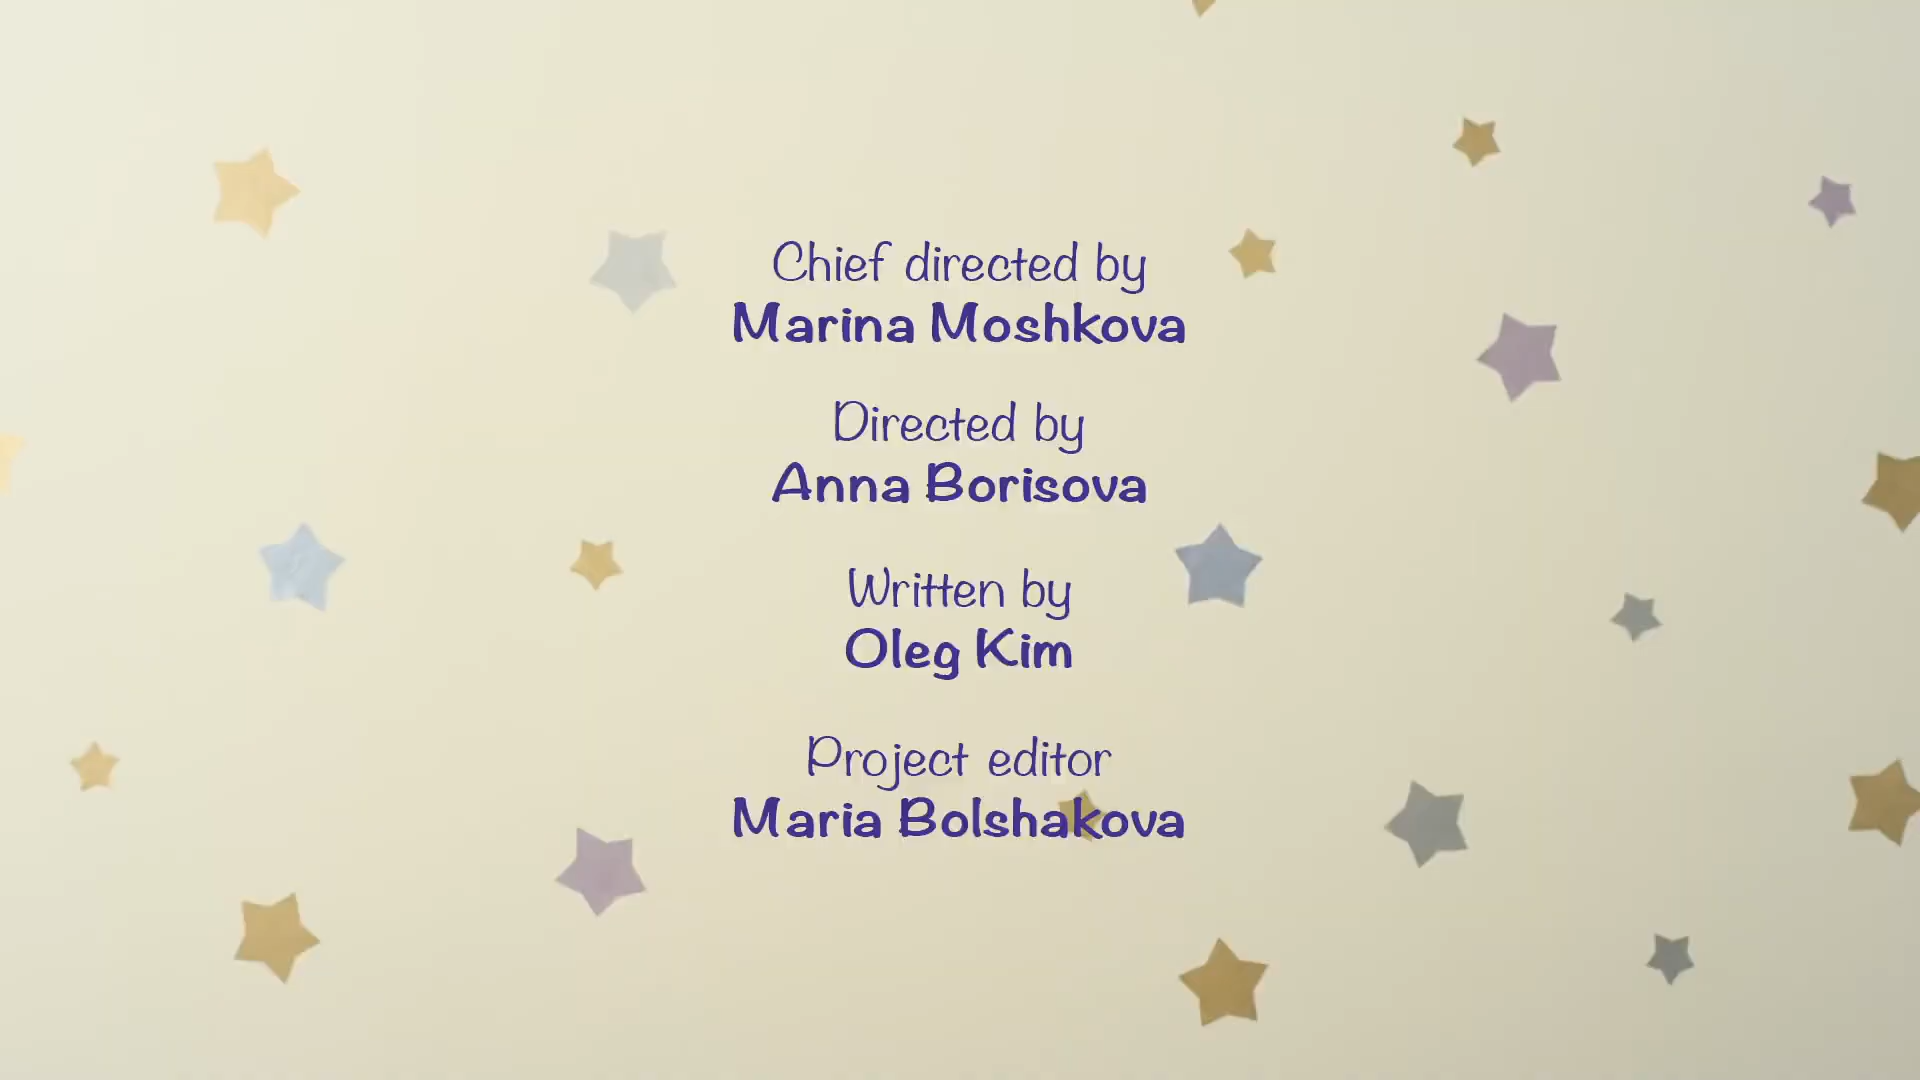 Chief directed by
Marina Moshkova
Directed by
Anna Borisova
Written by
Oleg Kim
Project editor
Maria Bolshakova